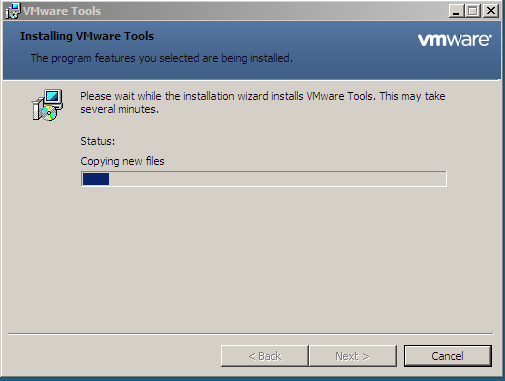 VMware Tools
Installing VMware Tools
vmware®
The program features you selected are being installed.
Please wait while the installation wizard installs VMware Tools. This may take
several minutes.
Status:
Copying new files
< Back
Next >
Cancel